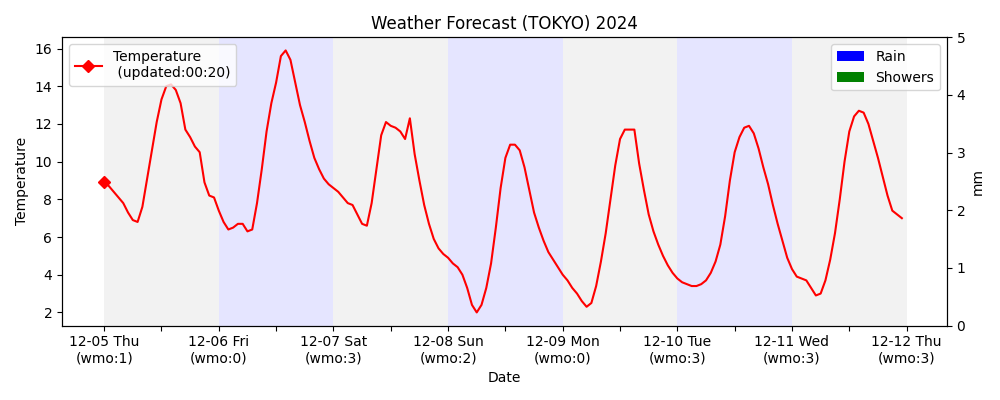 Weather Forecast (TOKYO) 2024
Temperature
(updated:00:20)
Rain
Showers
16
14
12
10
8
6
4
2
Temperature
5
4
3
2
1
0
mm
12-05 Thu
(wmo:1)
12-06 Fri
(wmo:0)
12-07 Sat
(wmo:3)
12-08 Sun
(wmo:2)
12-09 Mon
(wmo:0)
12-10 Tue
(wmo:3)
12-11 Wed
(wmo:3)
12-12 Thu
(wmo:3)
Date